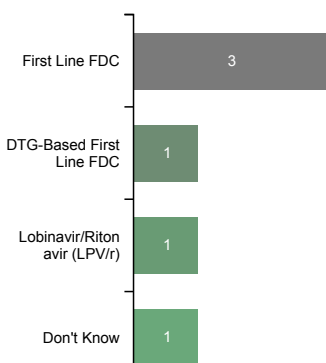 First Line FDC
3
DTG-Based First
Line FDC
1
Lobinavir/Riton
avir (LPV/r)
1
Don't Know
1